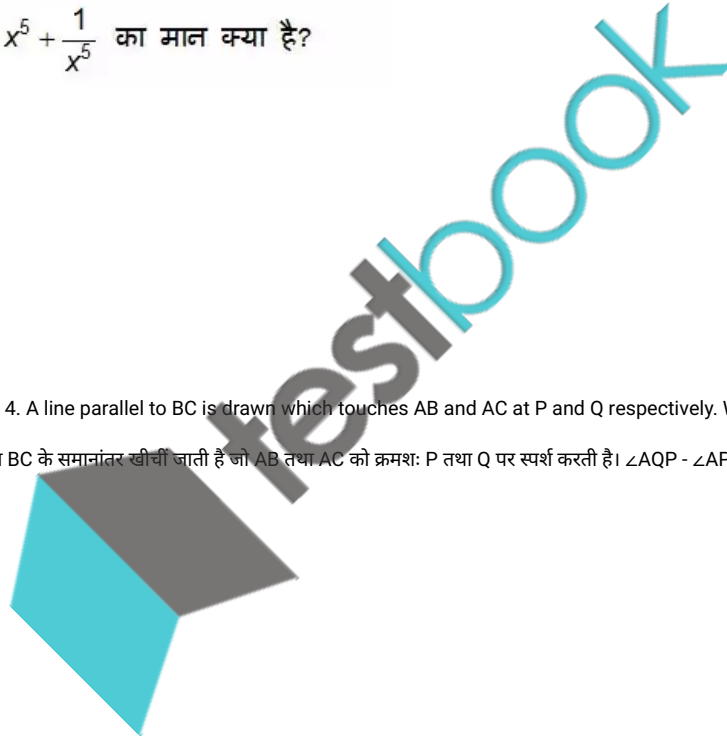 x⁵ + 1/x⁵ का मान क्या है?
testbook
4. A line parallel to BC is drawn which touches AB and AC at P and Q respectively.
BC के समानांतर खीचीं जाती है जो AB तथा AC को क्रमशः P तथा Q पर स्पर्श करती है। ∠AQP - ∠AP